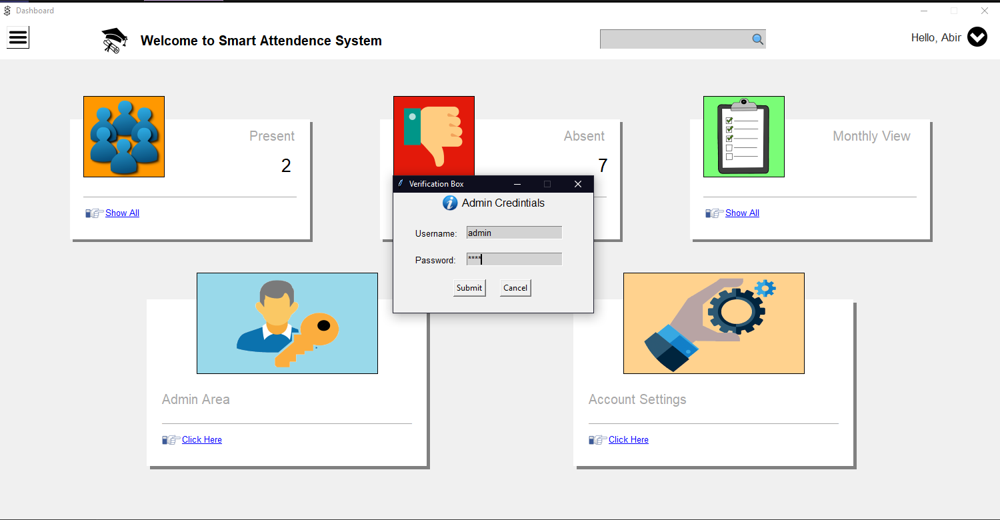 Dashboard
Welcome to Smart Attendence System
Hello, Abir
Present
2
Show All
Absent
7
Monthly View
Show All
Verification Box
Admin Credintials
Username: admin
Password: ****
Submit Cancel
Admin Area
Click Here
Account Settings
Click Here